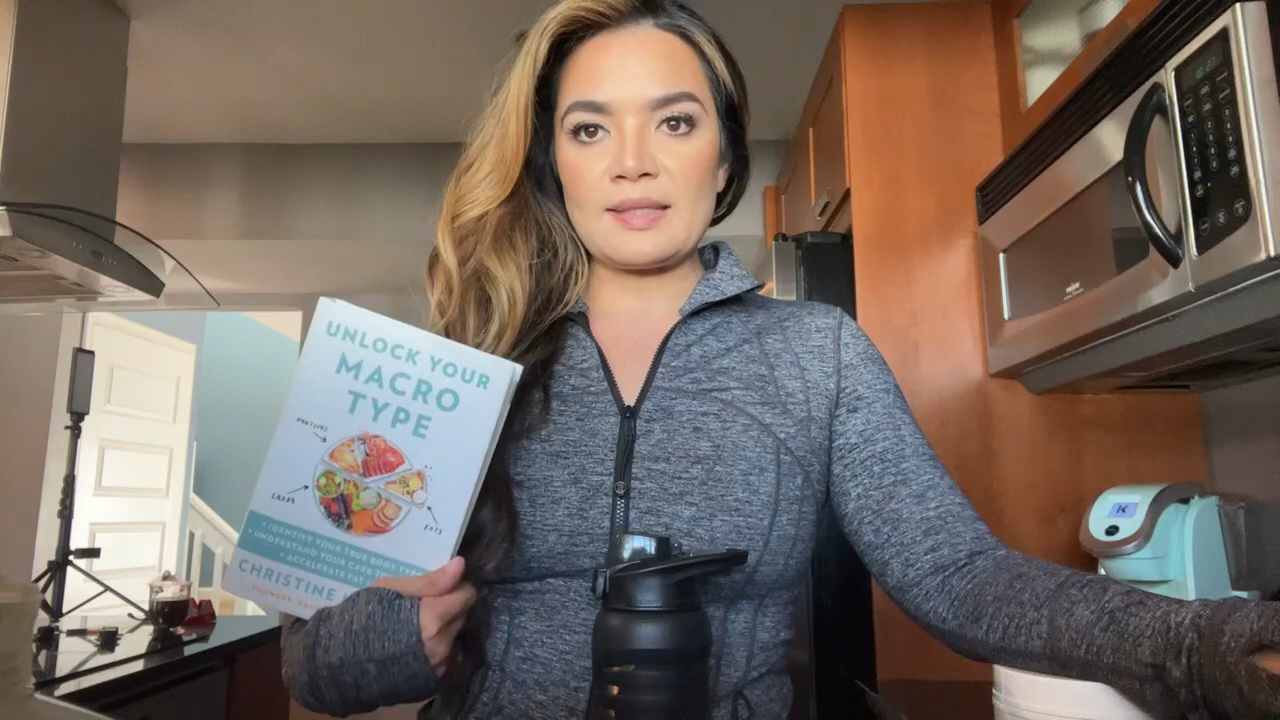 UNLOCK YOUR
MACRO
TYPE
PROTEINS
CARBS
FATS
• IDENTIFY YOUR TRUE BODY TYPE
• UNDERSTAND YOUR CARB
• ACCELERATE FAT
CHRISTINE
K